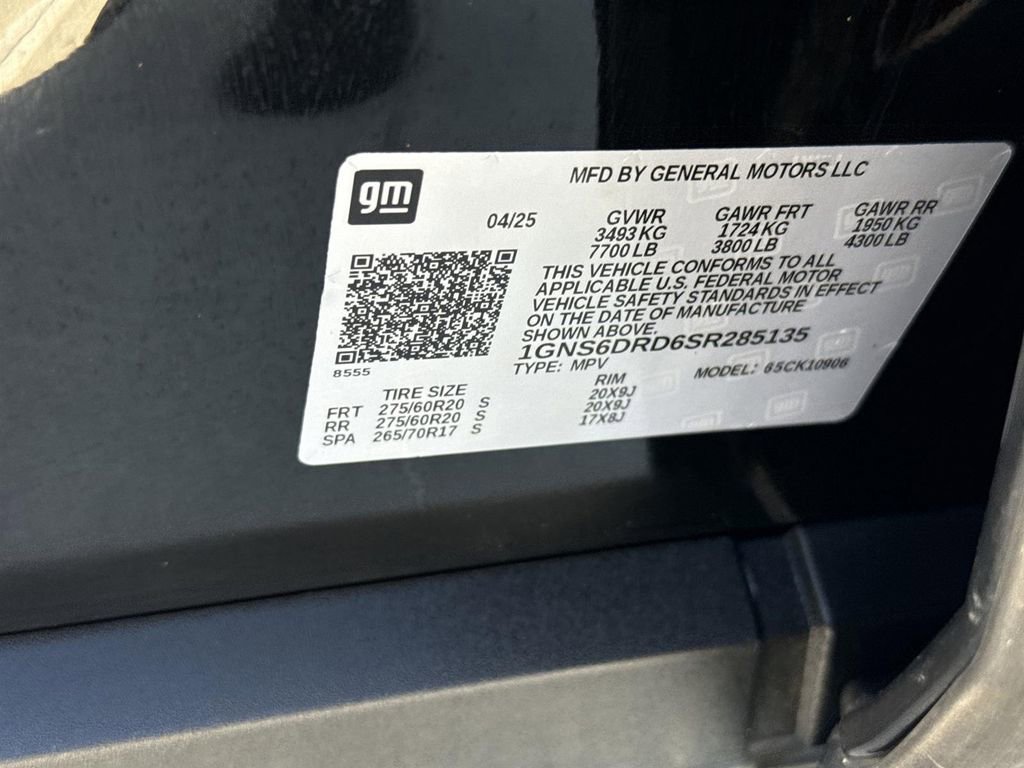 gm
MFD BY GENERAL MOTORS LLC
04/25 GVWR GAWR FRT GAWR RR
3493 KG 1724 KG 1950 KG
7700 LB 3800 LB 4300 LB
THIS VEHICLE CONFORMS TO ALL
APPLICABLE U.S. FEDERAL MOTOR
VEHICLE SAFETY STANDARDS IN EFFECT
ON THE DATE OF MANUFACTURE
SHOWN ABOVE.
1GNS6DRD6SR285135
8555
TYPE: MPV MODEL: 65CK10906
TIRE SIZE RIM
FRT 275/60R20 S 20X9J
RR 275/60R20 S 20X9J
SPA 265/70R17 S 17X8J